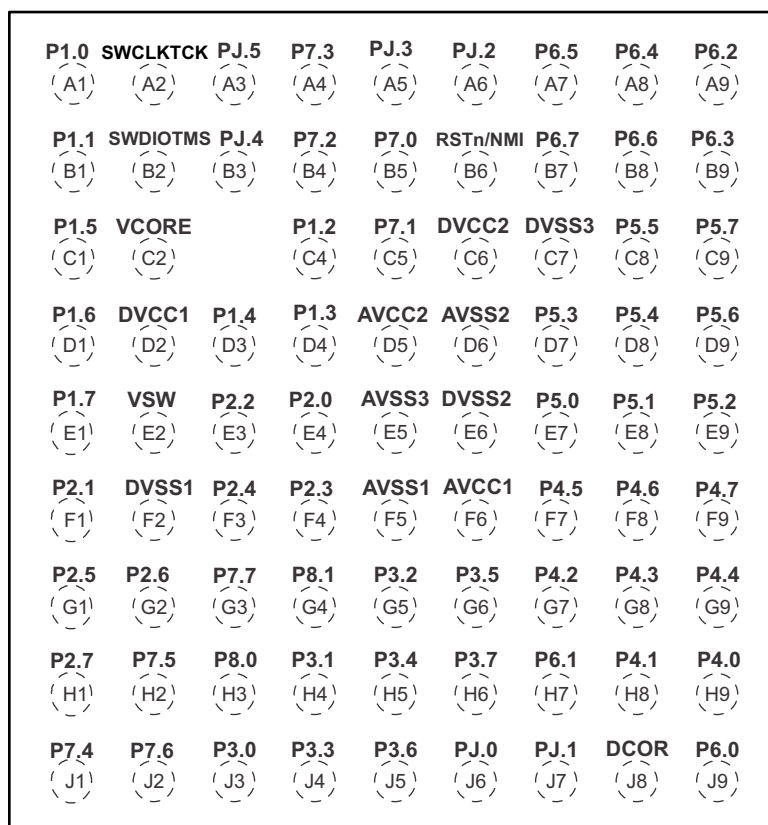 P1.0 SWCLKTCK PJ.5 P7.3 PJ.3 PJ.2 P6.5 P6.4 P6.2
A1 A2 A3 A4 A5 A6 A7 A8 A9
P1.1 SWDIOTMS PJ.4 P7.2 P7.0 RSTn/NMI P6.7 P6.6 P6.3
B1 B2 B3 B4 B5 B6 B7 B8 B9
P1.5 VCORE P1.2 P7.1 DVCC2 DVSS3 P5.5 P5.7
C1 C2 C4 C5 C6 C7 C8 C9
P1.6 DVCC1 P1.4 P1.3 AVCC2 AVSS2 P5.3 P5.4 P5.6
D1 D2 D3 D4 D5 D6 D7 D8 D9
P1.7 VSW P2.2 P2.0 AVSS3 DVSS2 P5.0 P5.1 P5.2
E1 E2 E3 E4 E5 E6 E7 E8 E9
P2.1 DVSS1 P2.4 P2.3 AVSS1 AVCC1 P4.5 P4.6 P4.7
F1 F2 F3 F4 F5 F6 F7 F8 F9
P2.5 P2.6 P7.7 P8.1 P3.2 P3.5 P4.2 P4.3 P4.4
G1 G2 G3 G4 G5 G6 G7 G8 G9
P2.7 P7.5 P8.0 P3.1 P3.4 P3.7 P6.1 P4.1 P4.0
H1 H2 H3 H4 H5 H6 H7 H8 H9
P7.4 P7.6 P3.0 P3.3 P3.6 PJ.0 PJ.1 DCOR P6.0
J1 J2 J3 J4 J5 J6 J7 J8 J9